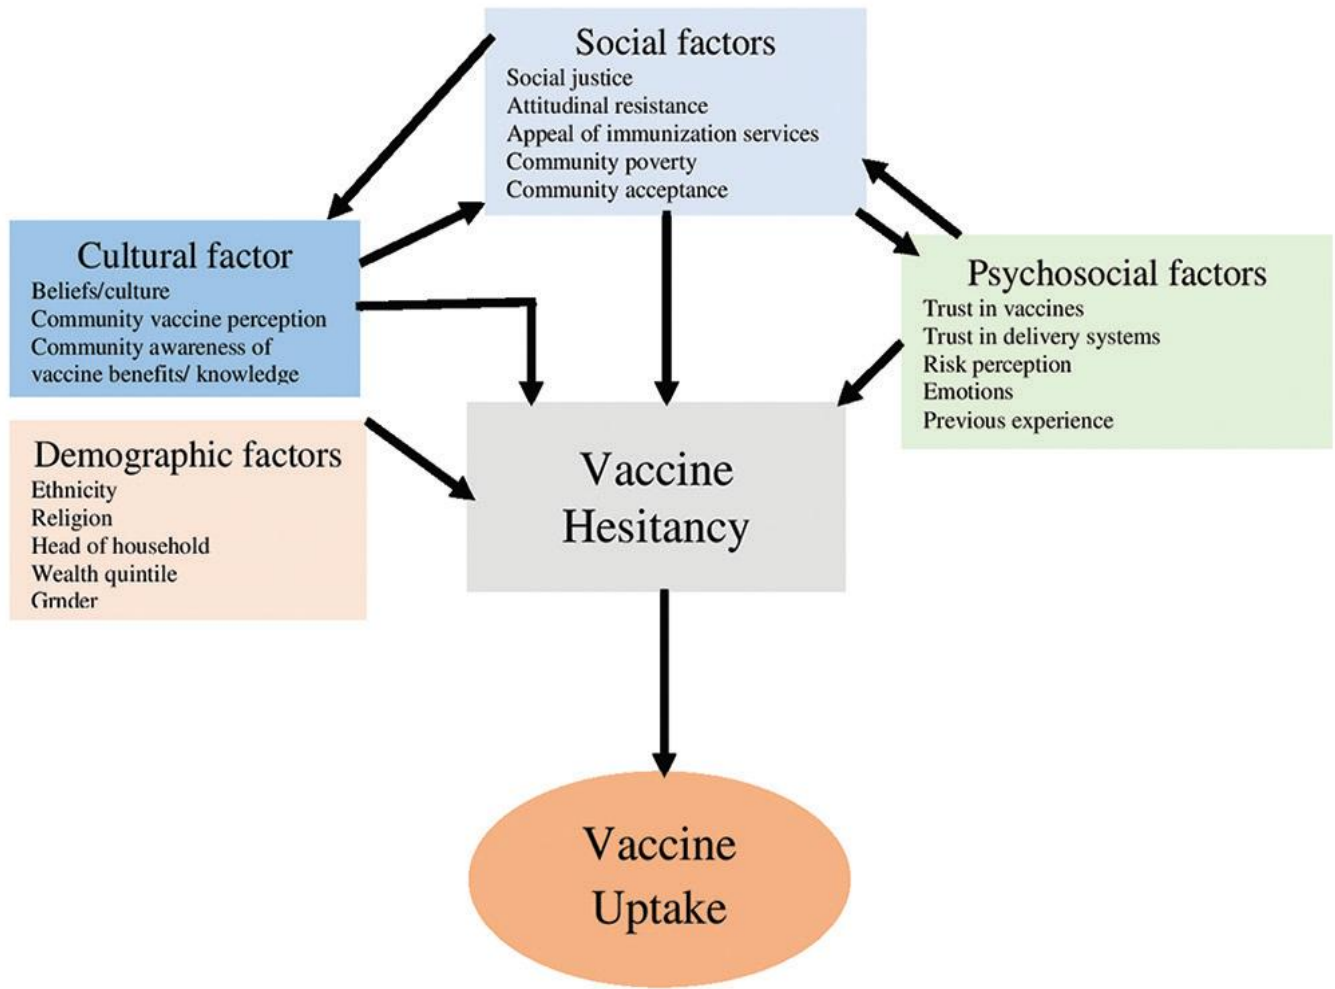 Social factors
Social justice
Attitudinal resistance
Appeal of immunization services
Community poverty
Community acceptance
Cultural factor
Beliefs/culture
Community vaccine perception
Community awareness of
vaccine benefits/ knowledge
Psychosocial factors
Trust in vaccines
Trust in delivery systems
Risk perception
Emotions
Previous experience
Demographic factors
Ethnicity
Religion
Head of household
Wealth quintile
Grnder
Vaccine
Hesitancy
Vaccine
Uptake